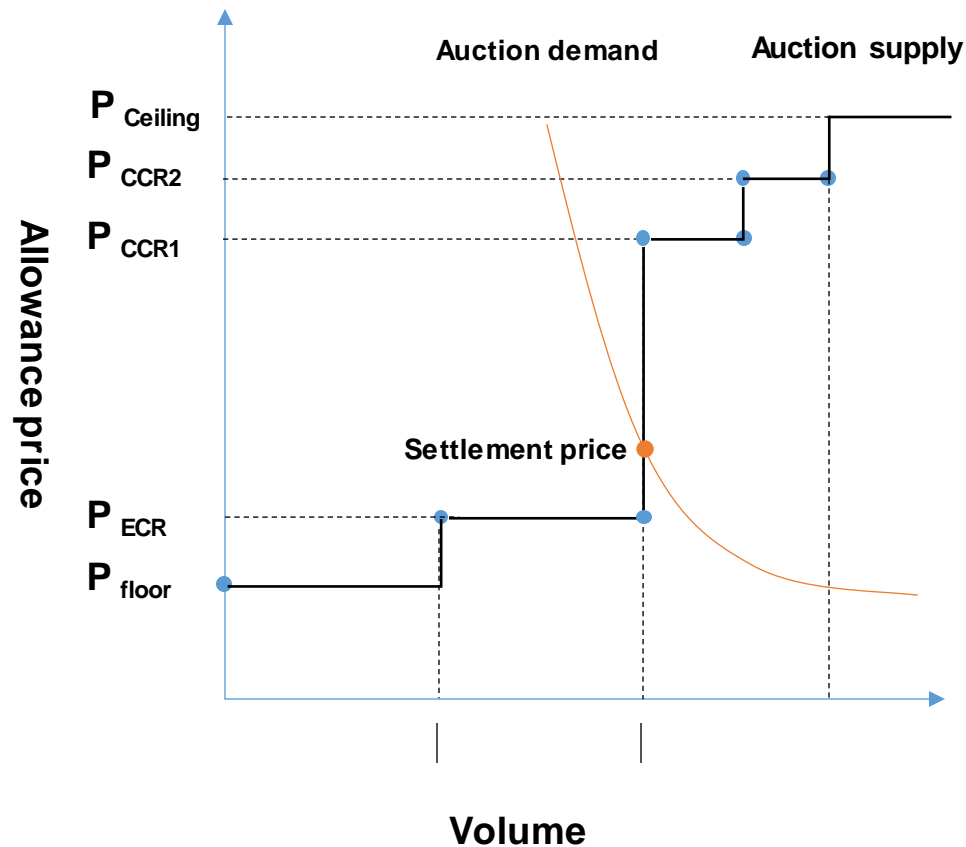 Auction demand
Auction supply
P Ceiling
P CCR2
P CCR1
Allowance price
Settlement price
P ECR
P floor
Volume